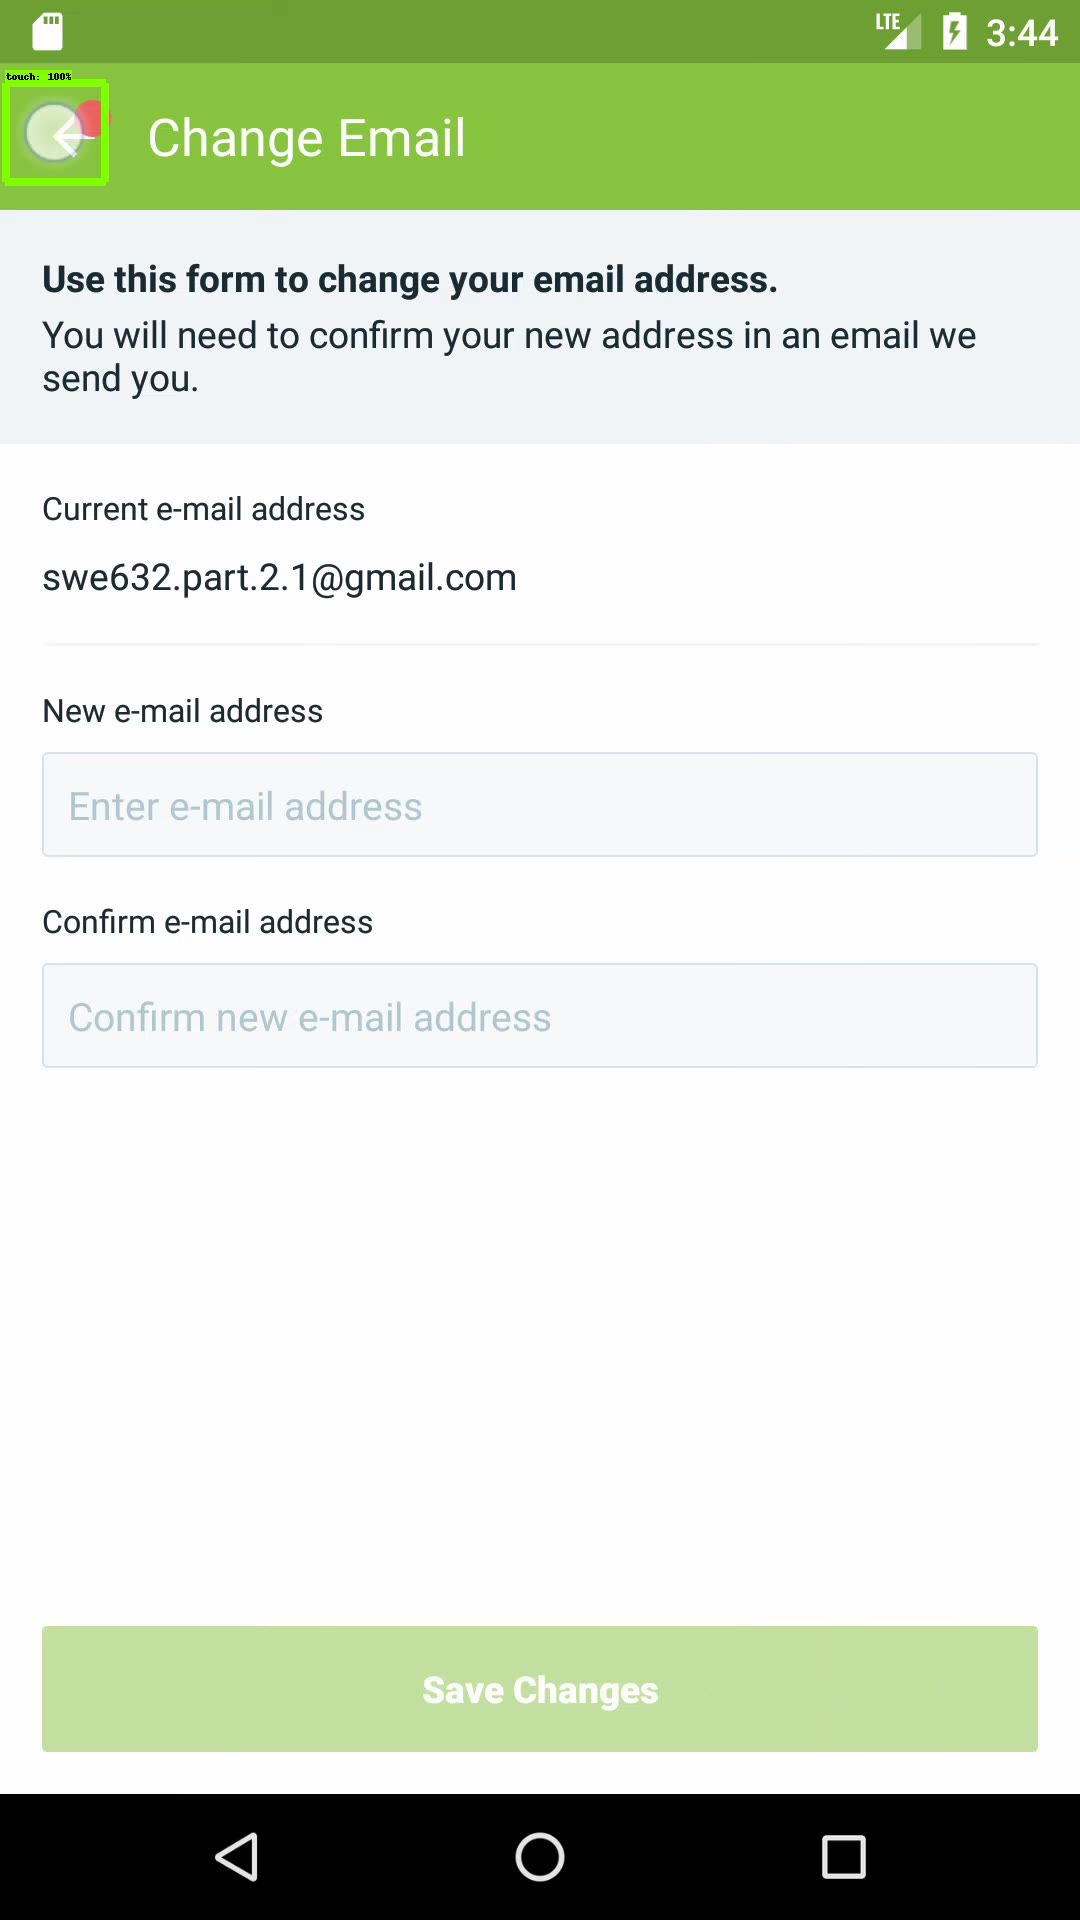 LTE 3:44
touch: 100%
Change Email
Use this form to change your email address.
You will need to confirm your new address in an email we
send you.
Current e-mail address
swe632.part.2.1@gmail.com
New e-mail address
Enter e-mail address
Confirm e-mail address
Confirm new e-mail address
Save Changes